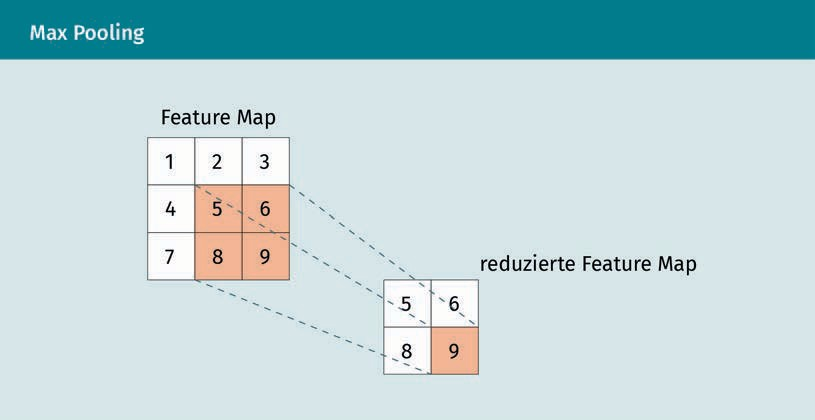 Max Pooling
Feature Map
1 2 3
4 5 6
7 8 9
reduzierte Feature Map
5 6
8 9